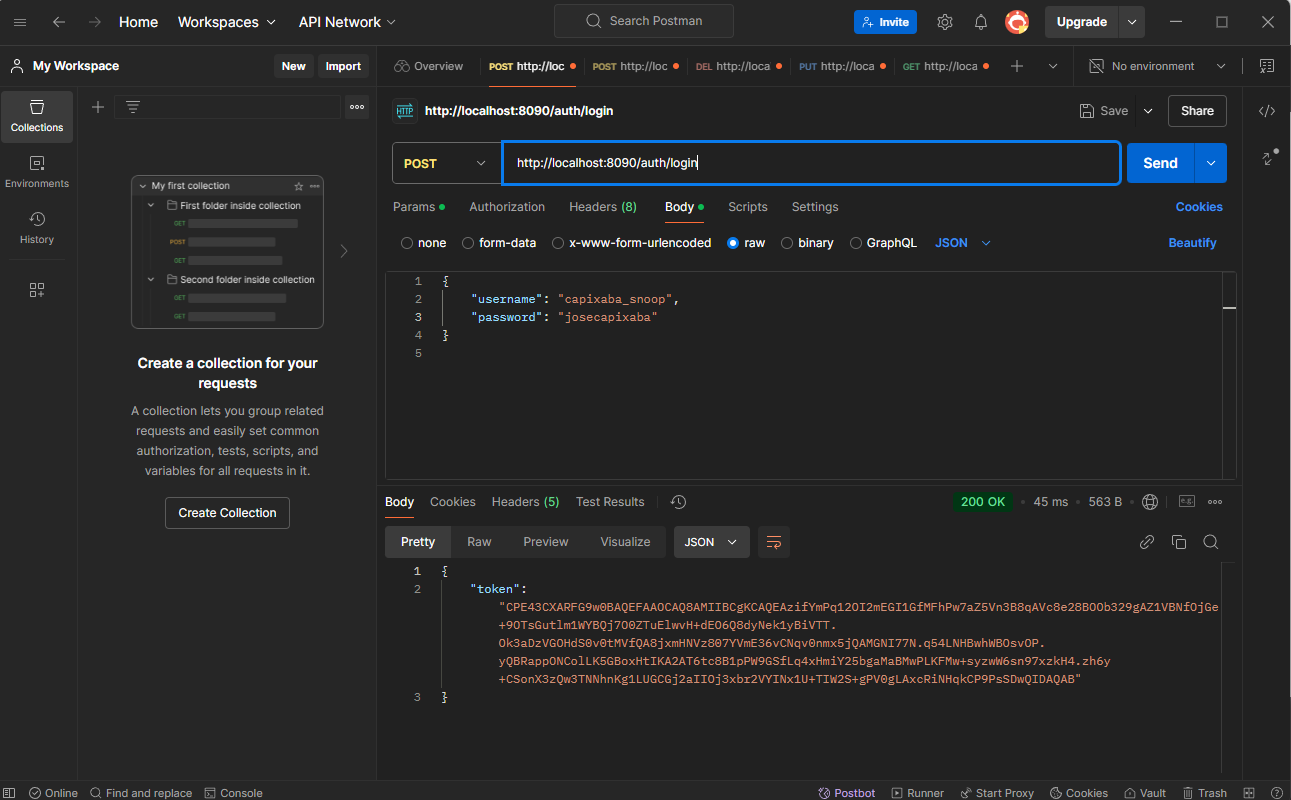 Home
Workspaces
API Network
Search Postman
Invite
Upgrade
My Workspace
New
Import
Overview
POST http://loc
POST http://loc
DEL http://loca
PUT http://loca
GET http://loca
No environment
Collections
Environments
History
My first collection
First folder inside collection
GET
POST
GET
Second folder inside collection
GET
GET
Create a collection for your
requests
A collection lets you group related
requests and easily set common
authorization, tests, scripts, and
variables for all requests in it.
Create Collection
HTTP
http://localhost:8090/auth/login
Save
Share
POST
http://localhost:8090/auth/login
Send
Params
Authorization
Headers (8)
Body
Scripts
Settings
Cookies
none
form-data
x-www-form-urlencoded
raw
binary
GraphQL
JSON
Beautify
1 {
2 "username": "capixaba_snoop",
3 "password": "josecapixaba"
4 }
5
Body
Cookies
Headers (5)
Test Results
200 OK
45 ms
563 B
e.g.
Pretty
Raw
Preview
Visualize
JSON
1 {
2 "token":
"CPE43CXARFG9w0BAQEFAAOCAQ8AMIIBCgKCAQEAzifYmPq12OI2mEGI1GfMFhPw7aZ5Vn3B8qAVc8e28BOOb329gAZ1VBNfOjGe
+9OTsGutlm1WYBQj7O0ZTuElwvH+dEO6Q8dyNek1yBiVTT.
Ok3aDzVGOHdS0v0tMVfQA8jxmHNVz807YVmE36vCNqv0nmx5jQAMGNI77N.q54LNHBwhWBOsvOP.
yQBRappONColLK5GBoxHtIKA2AT6tc8B1pPW9GSfLq4xHmiY25bgaMaBMwPLKFMw+syzwW6sn97xzkH4.zh6y
+CSonX3zQw3TNNhnKg1LUGCGj2aIIOj3xbr2VYINx1U+TIW2S+gPV0gLAxcRiNHqkCP9PsSDwQIDAQAB"
3 }
Online
Find and replace
Console
Postbot
Runner
Start Proxy
Cookies
Vault
Trash